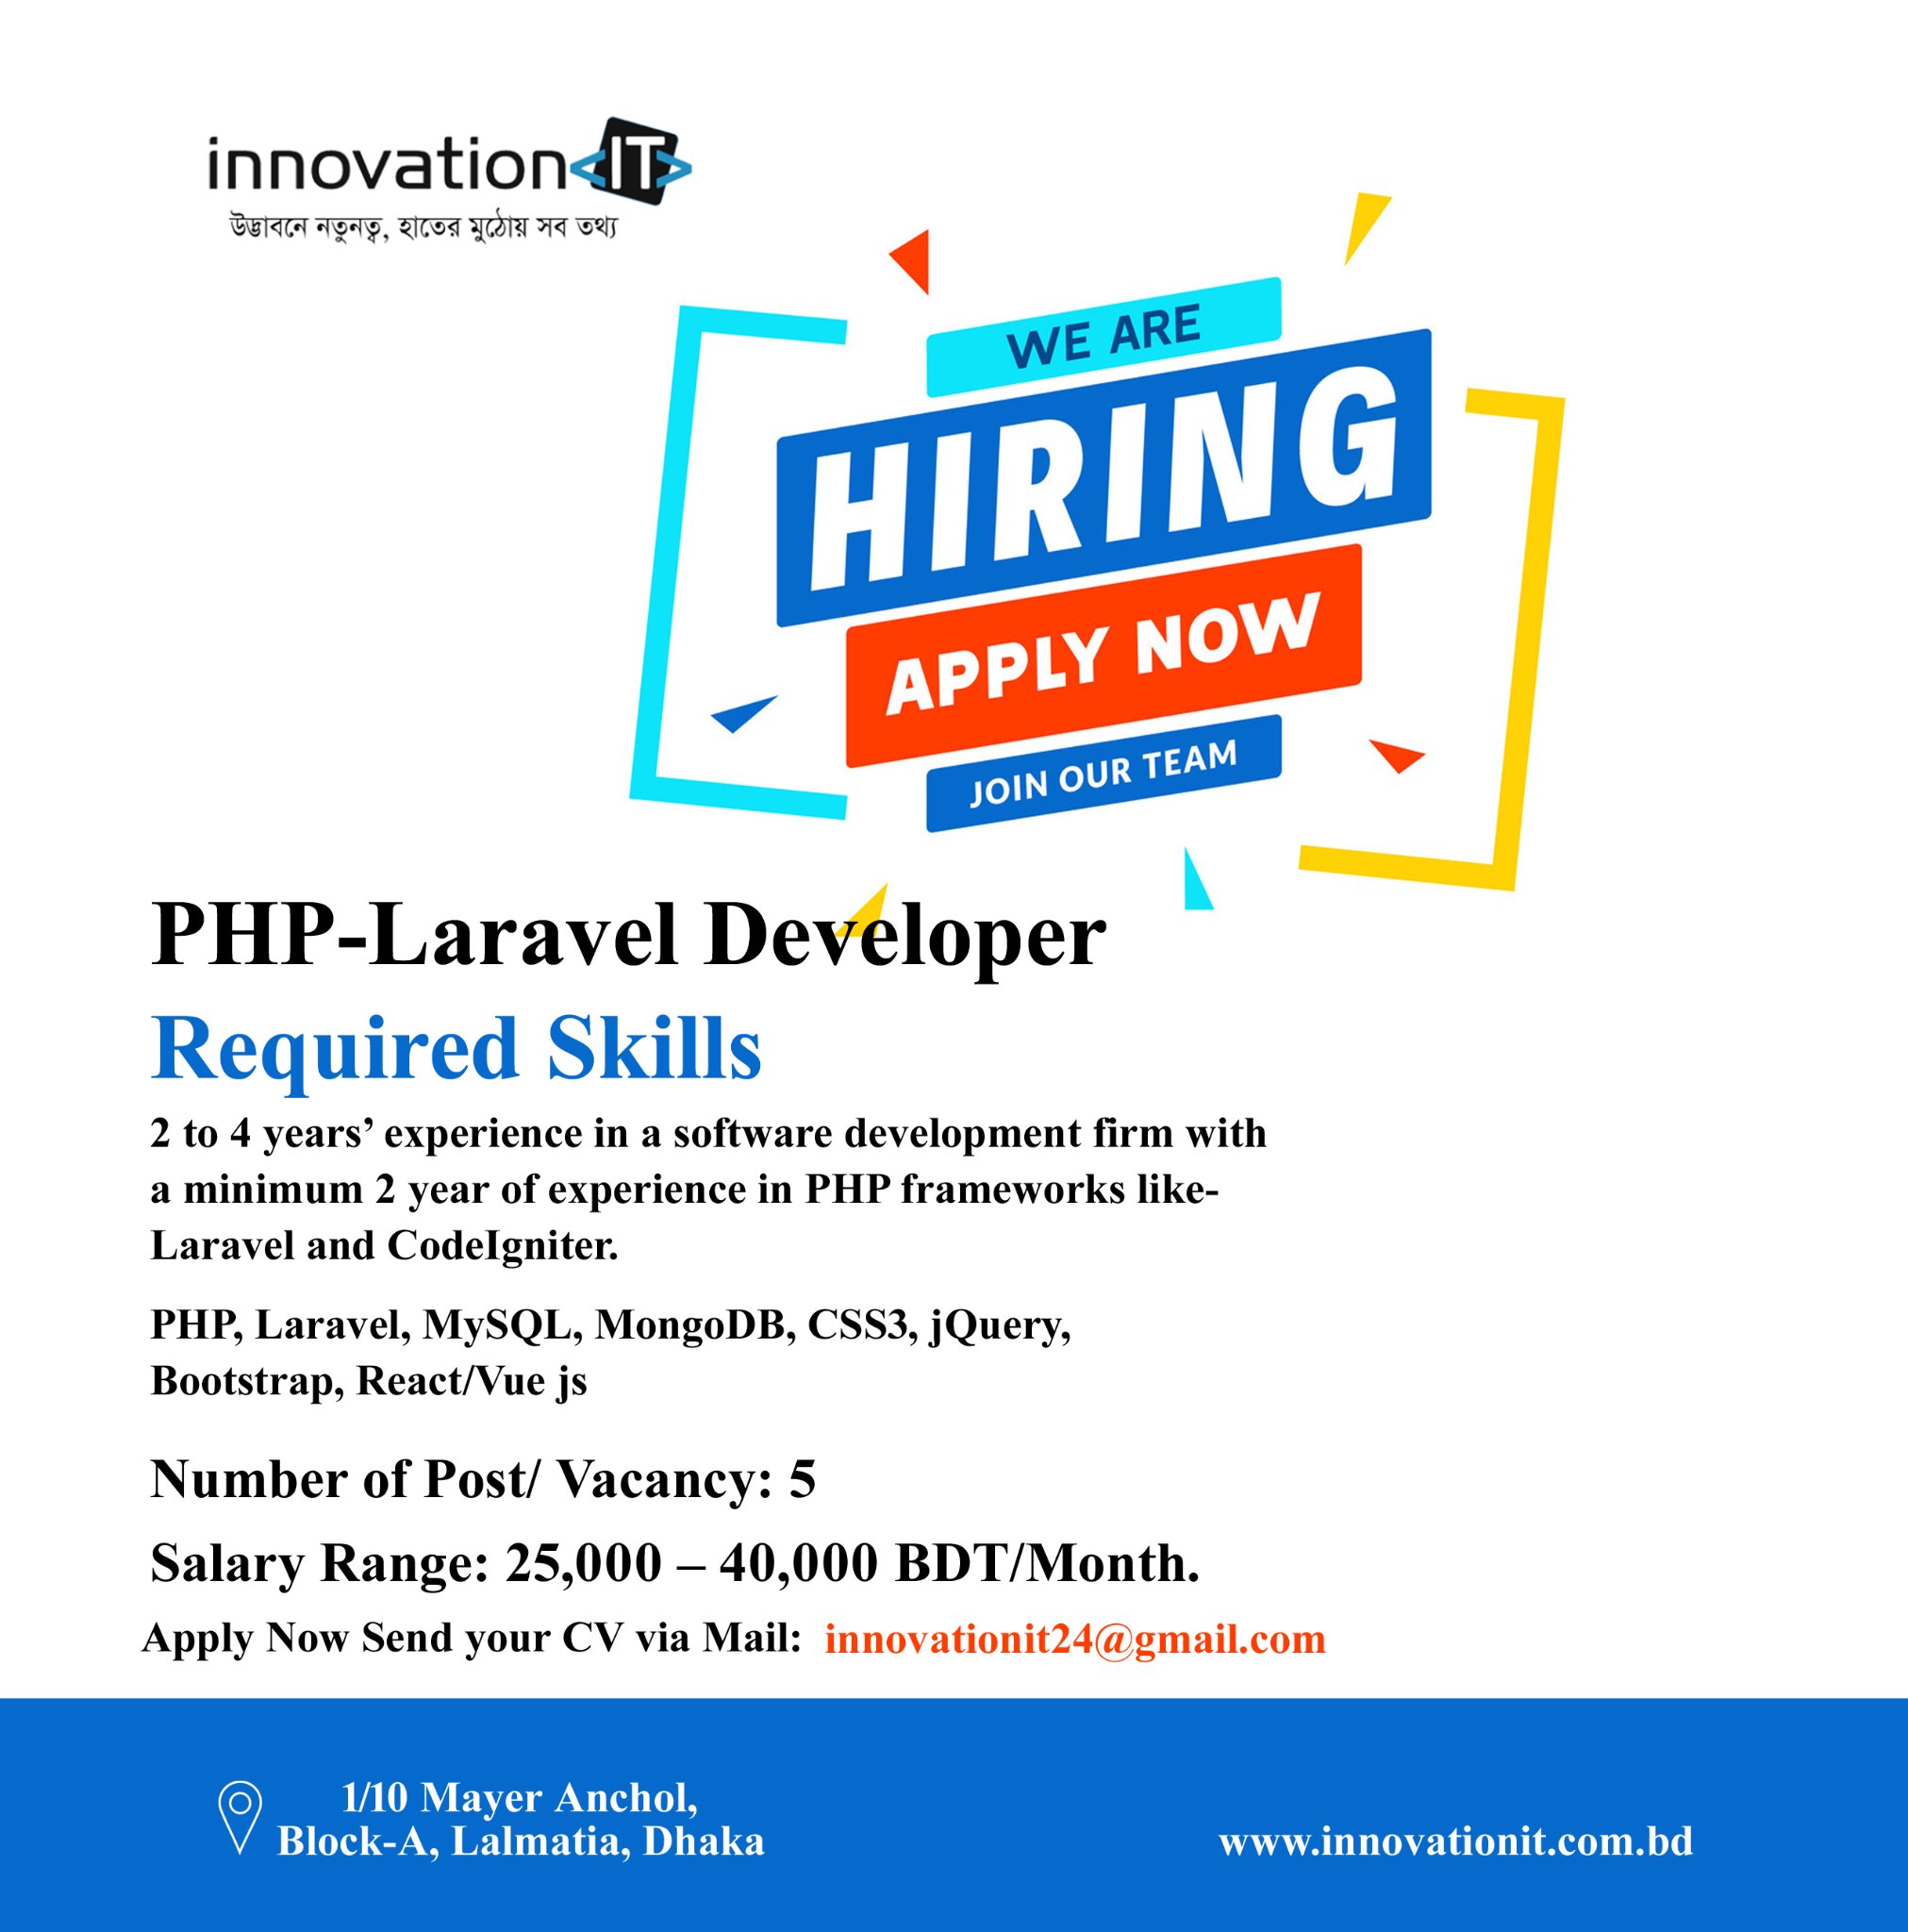 innovation<IT>
উদ্ভাবনে নতুনত্ব, হাতের মুঠোয় সব তথ্য
WE ARE
HIRING
APPLY NOW
JOIN OUR TEAM
PHP-Laravel Developer
Required Skills
2 to 4 years’ experience in a software development firm with
a minimum 2 year of experience in PHP frameworks like-
Laravel and CodeIgniter.
PHP, Laravel, MySQL, MongoDB, CSS3, jQuery,
Bootstrap, React/Vue js
Number of Post/ Vacancy: 5
Salary Range: 25,000 – 40,000 BDT/Month.
Apply Now Send your CV via Mail: innovationit24@gmail.com
1/10 Mayer Anchol,
Block-A, Lalmatia, Dhaka
www.innovationit.com.bd